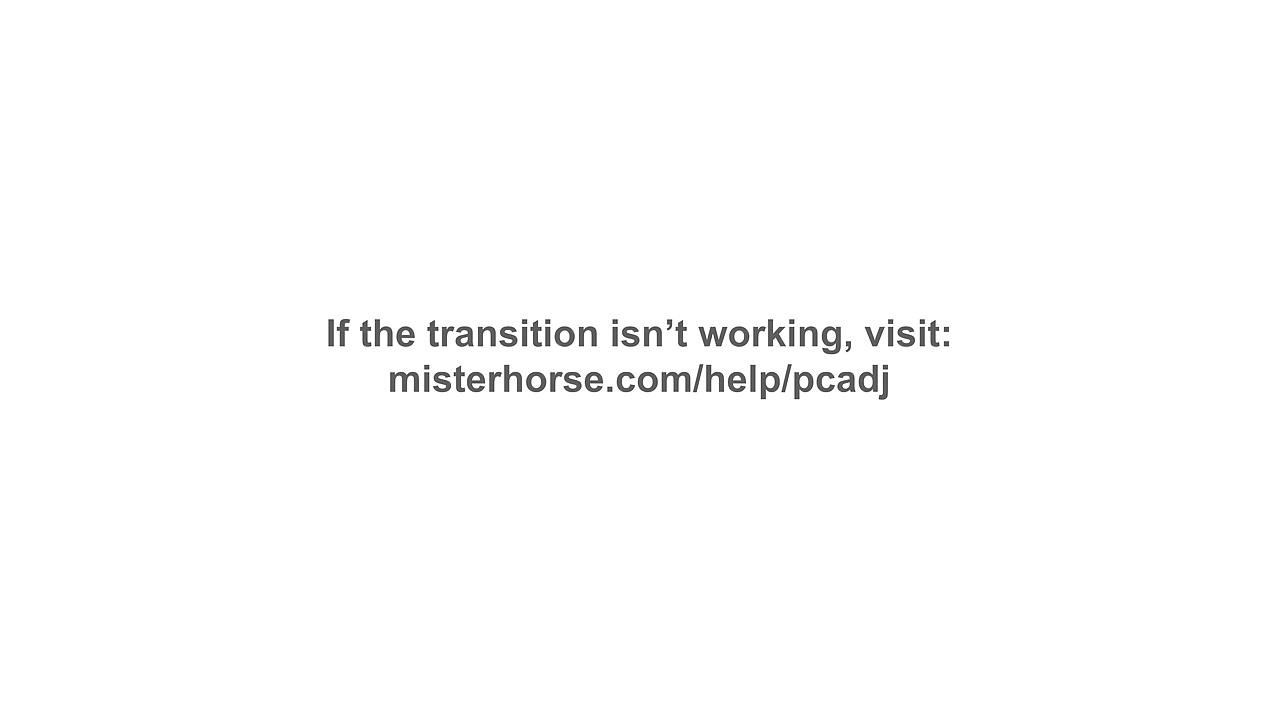 If the transition isn’t working, visit:
misterhorse.com/help/pcadj